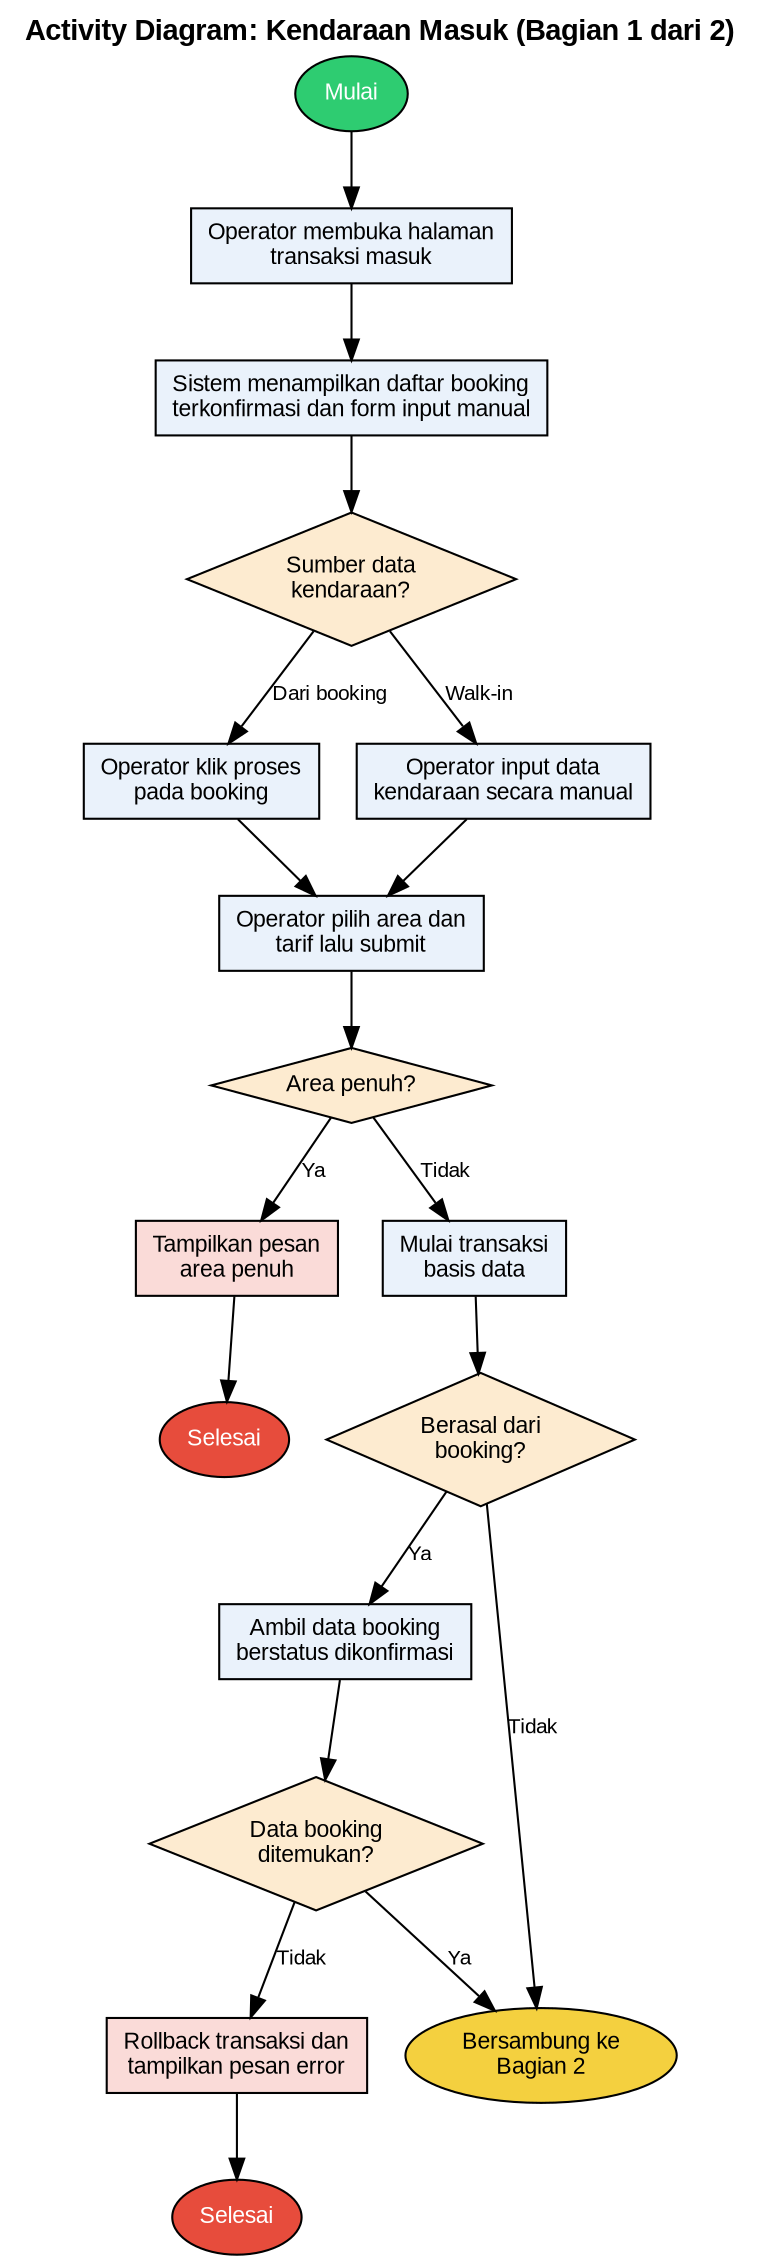 Activity Diagram: Kendaraan Masuk (Bagian 1 dari 2)
Mulai
Operator membuka halaman
transaksi masuk
Sistem menampilkan daftar booking
terkonfirmasi dan form input manual
Sumber data
kendaraan?
Dari booking
Walk-in
Operator klik proses
pada booking
Operator input data
kendaraan secara manual
Operator pilih area dan
tarif lalu submit
Area penuh?
Ya
Tidak
Tampilkan pesan
area penuh
Mulai transaksi
basis data
Selesai
Berasal dari
booking?
Ya
Ambil data booking
berstatus dikonfirmasi
Tidak
Data booking
ditemukan?
Tidak
Ya
Rollback transaksi dan
tampilkan pesan error
Bersambung ke
Bagian 2
Selesai